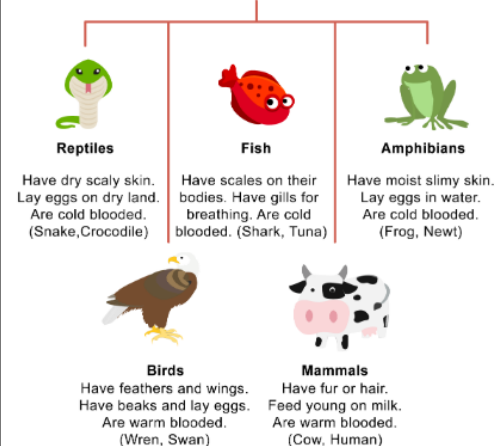 Reptiles
Have dry scaly skin.
Lay eggs on dry land.
Are cold blooded.
(Snake,Crocodile)
Fish
Have scales on their
bodies. Have gills for
breathing. Are cold
blooded. (Shark, Tuna)
Amphibians
Have moist slimy skin.
Lay eggs in water.
Are cold blooded.
(Frog, Newt)
Birds
Have feathers and wings.
Have beaks and lay eggs.
Are warm blooded.
(Wren, Swan)
Mammals
Have fur or hair.
Feed young on milk.
Are warm blooded.
(Cow, Human)